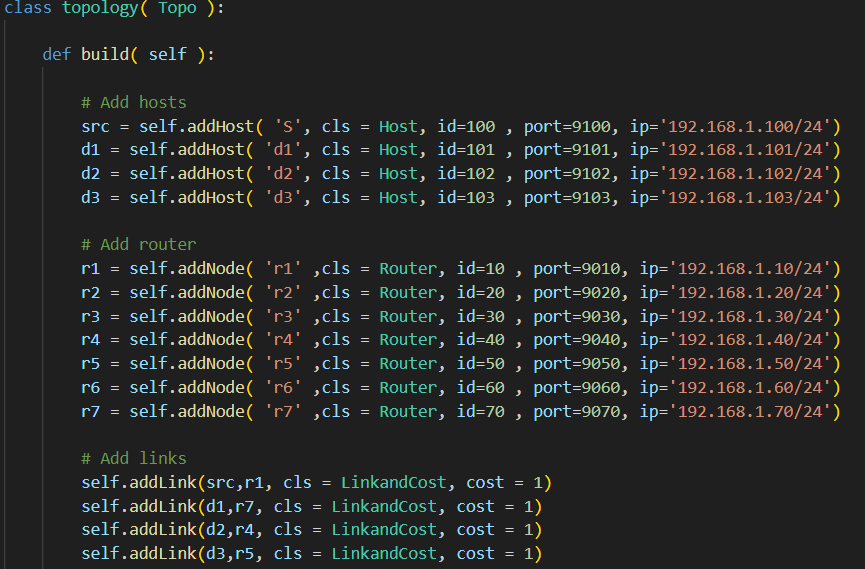 class topology( Topo ):
def build( self ):
# Add hosts
src = self.addHost( 'S', cls = Host, id=100 , port=9100, ip='192.168.1.100/24')
d1 = self.addHost( 'd1', cls = Host, id=101 , port=9101, ip='192.168.1.101/24')
d2 = self.addHost( 'd2', cls = Host, id=102 , port=9102, ip='192.168.1.102/24')
d3 = self.addHost( 'd3', cls = Host, id=103 , port=9103, ip='192.168.1.103/24')
# Add router
r1 = self.addNode( 'r1' ,cls = Router, id=10 , port=9010, ip='192.168.1.10/24')
r2 = self.addNode( 'r2' ,cls = Router, id=20 , port=9020, ip='192.168.1.20/24')
r3 = self.addNode( 'r3' ,cls = Router, id=30 , port=9030, ip='192.168.1.30/24')
r4 = self.addNode( 'r4' ,cls = Router, id=40 , port=9040, ip='192.168.1.40/24')
r5 = self.addNode( 'r5' ,cls = Router, id=50 , port=9050, ip='192.168.1.50/24')
r6 = self.addNode( 'r6' ,cls = Router, id=60 , port=9060, ip='192.168.1.60/24')
r7 = self.addNode( 'r7' ,cls = Router, id=70 , port=9070, ip='192.168.1.70/24')
# Add links
self.addLink(src,r1, cls = LinkandCost, cost = 1)
self.addLink(d1,r7, cls = LinkandCost, cost = 1)
self.addLink(d2,r4, cls = LinkandCost, cost = 1)
self.addLink(d3,r5, cls = LinkandCost, cost = 1)